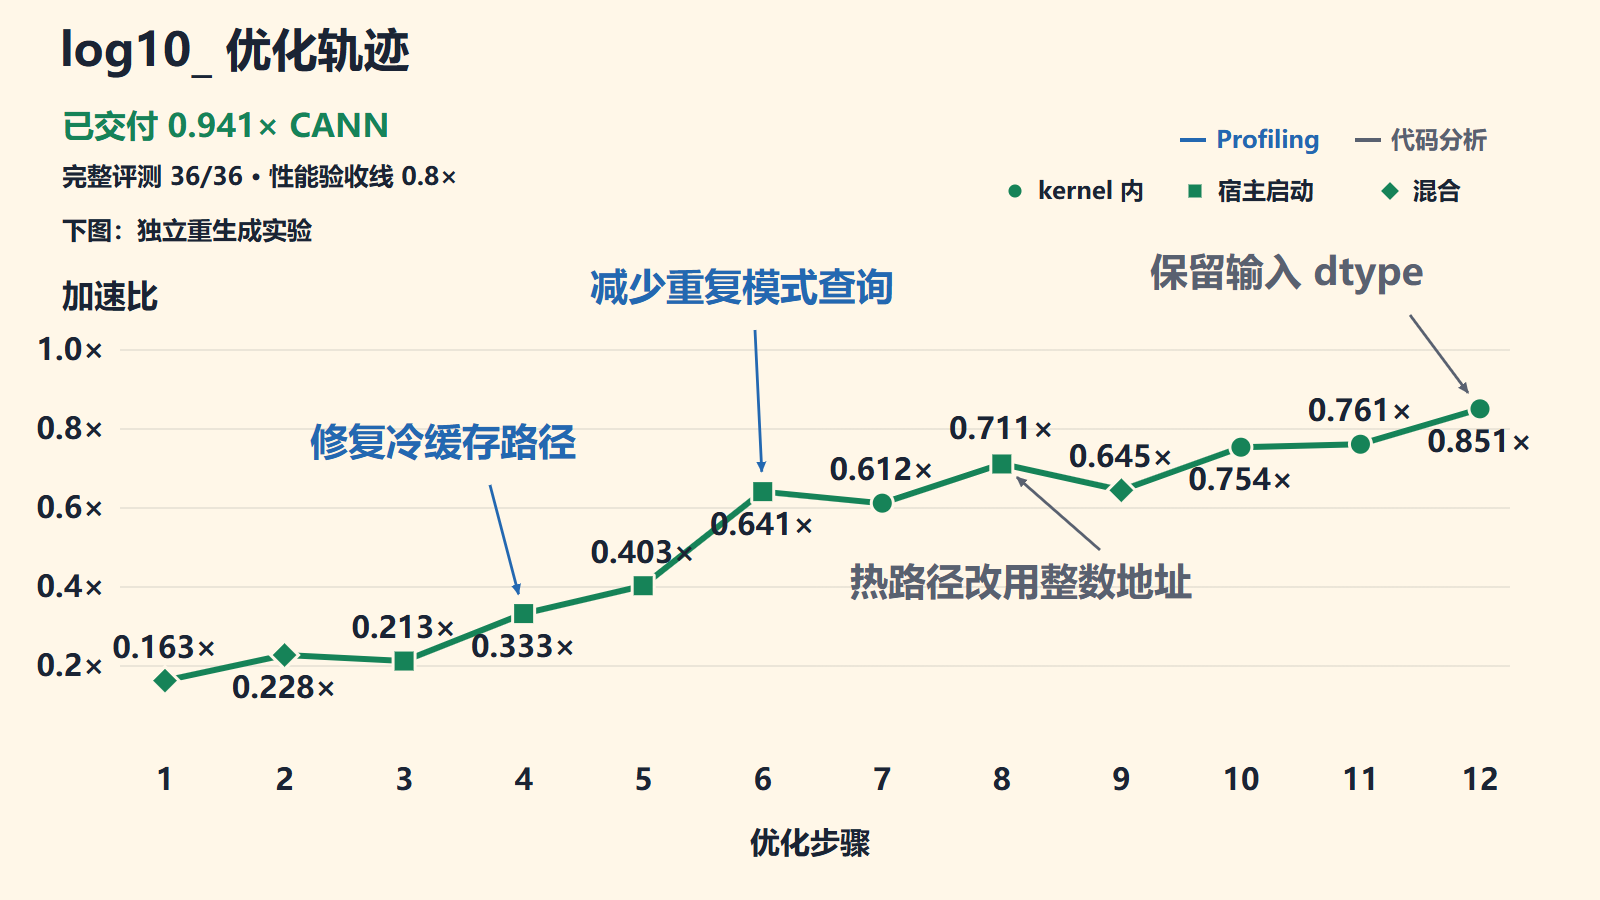 log10_ 优化轨迹
已交付 0.941× CANN
完整评测 36/36 • 性能验收线 0.8×
下图：独立重生成实验
Profiling
代码分析
kernel 内
宿主启动
混合
加速比
减少重复模式查询
保留输入 dtype
修复冷缓存路径
热路径改用整数地址
1.0×
0.8×
0.6×
0.4×
0.2×
0.163×
0.228×
0.213×
0.333×
0.403×
0.641×
0.612×
0.711×
0.645×
0.754×
0.761×
0.851×
1 2 3 4 5 6 7 8 9 10 11 12
优化步骤